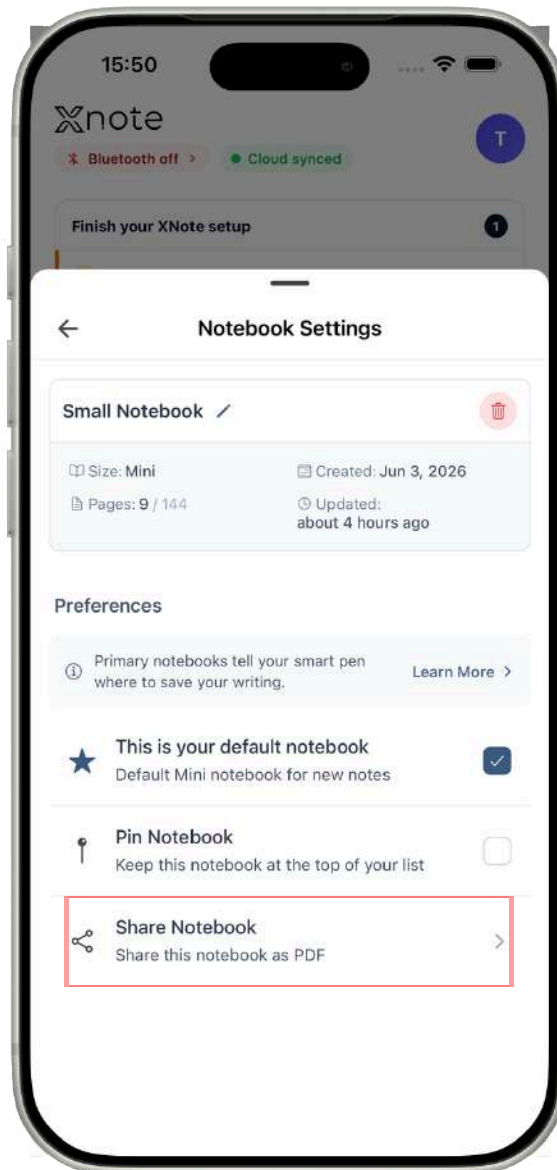 15:50
Xnote
Bluetooth off >
Cloud synced
T
Finish your XNote setup
1
Notebook Settings
Small Notebook
Size: Mini
Created: Jun 3, 2026
Pages: 9 / 144
Updated:
about 4 hours ago
Preferences
Primary notebooks tell your smart pen
where to save your writing.
Learn More >
This is your default notebook
Default Mini notebook for new notes
Pin Notebook
Keep this notebook at the top of your list
Share Notebook
Share this notebook as PDF